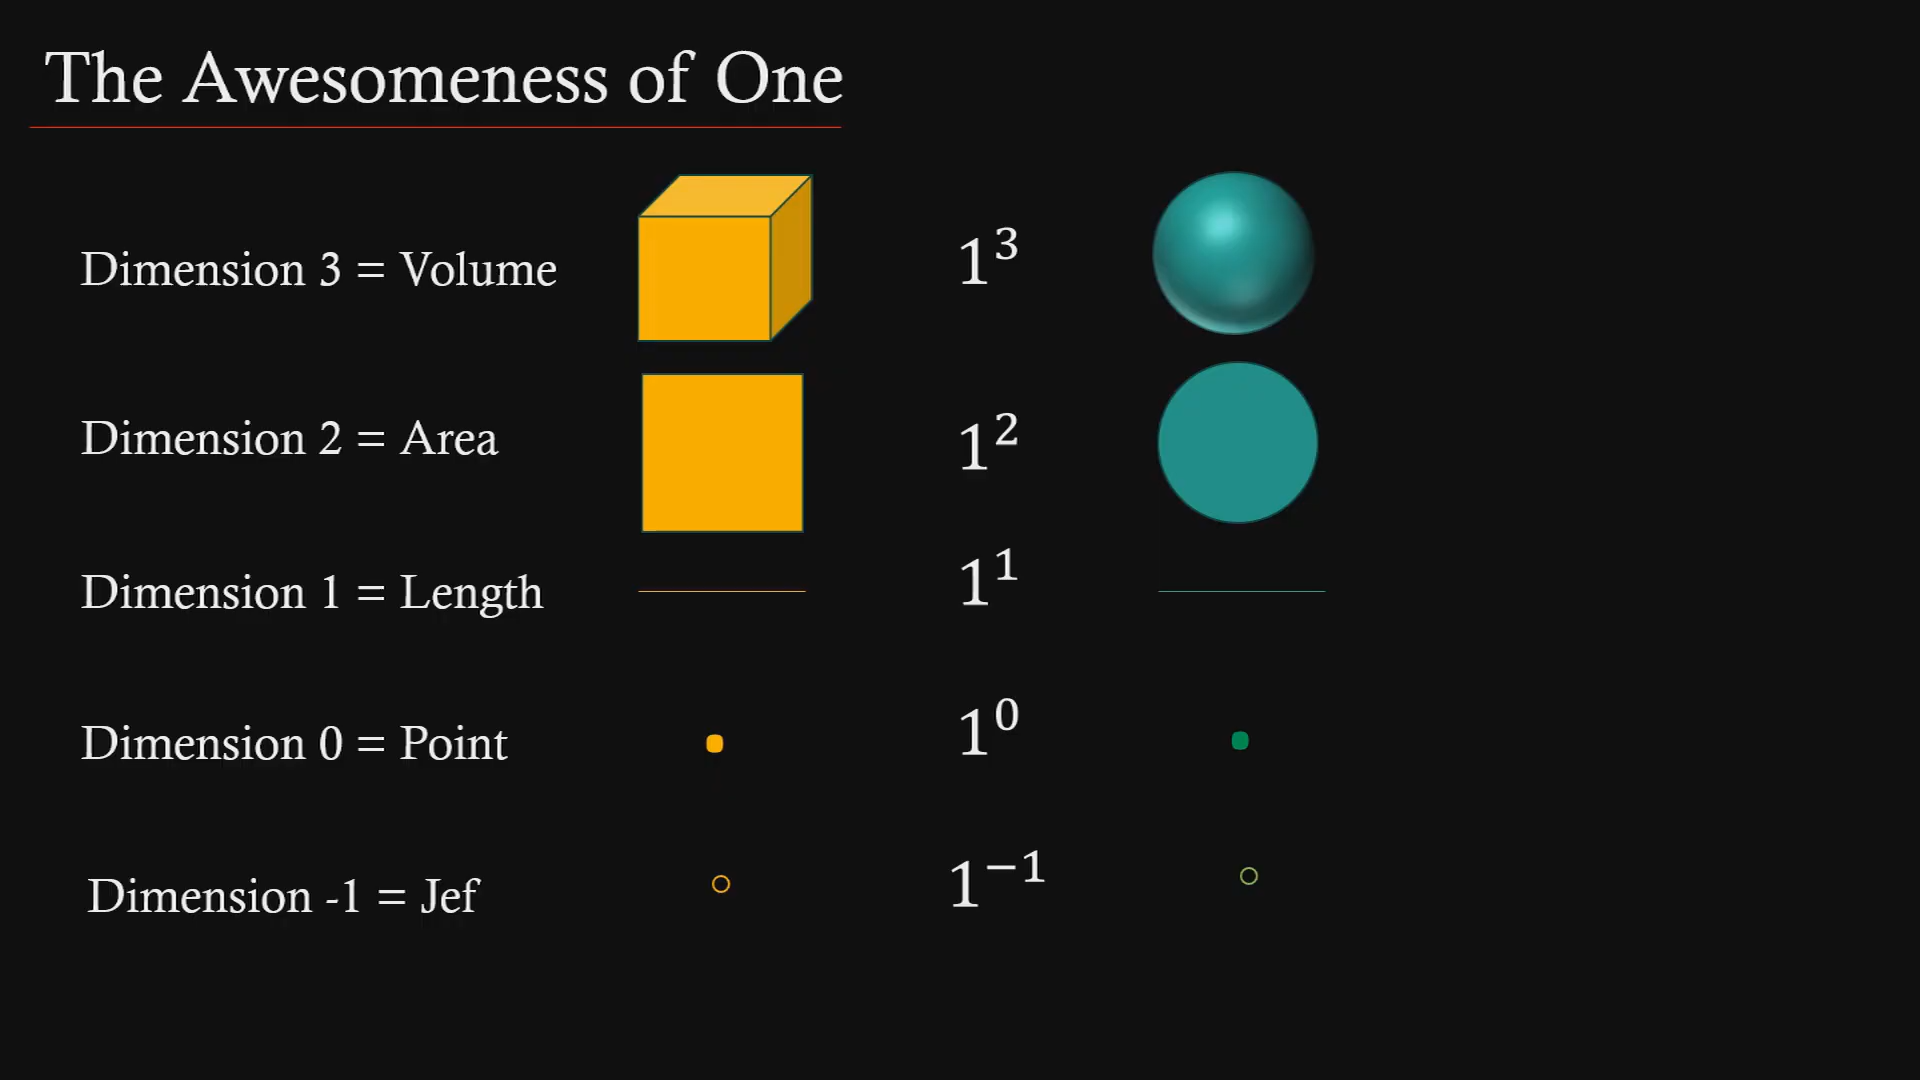 The Awesomeness of One
Dimension 3 = Volume 1³
Dimension 2 = Area 1²
Dimension 1 = Length 1¹
Dimension 0 = Point 1⁰
Dimension -1 = Jef 1⁻¹